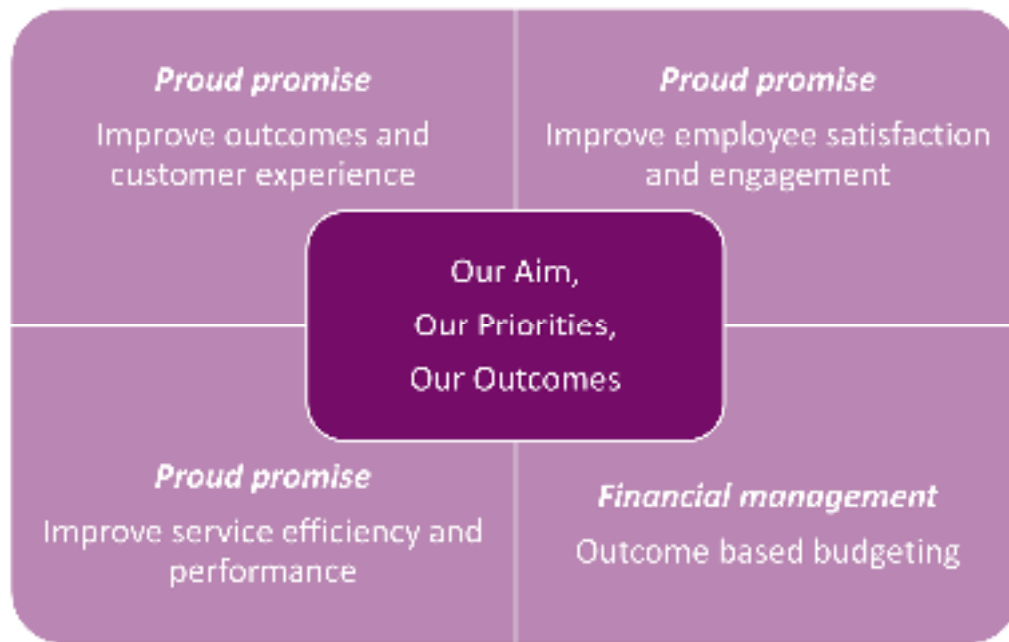 Proud promise
Improve outcomes and
customer experience
Proud promise
Improve employee satisfaction
and engagement
Our Aim,
Our Priorities,
Our Outcomes
Proud promise
Improve service efficiency and
performance
Financial management
Outcome based budgeting